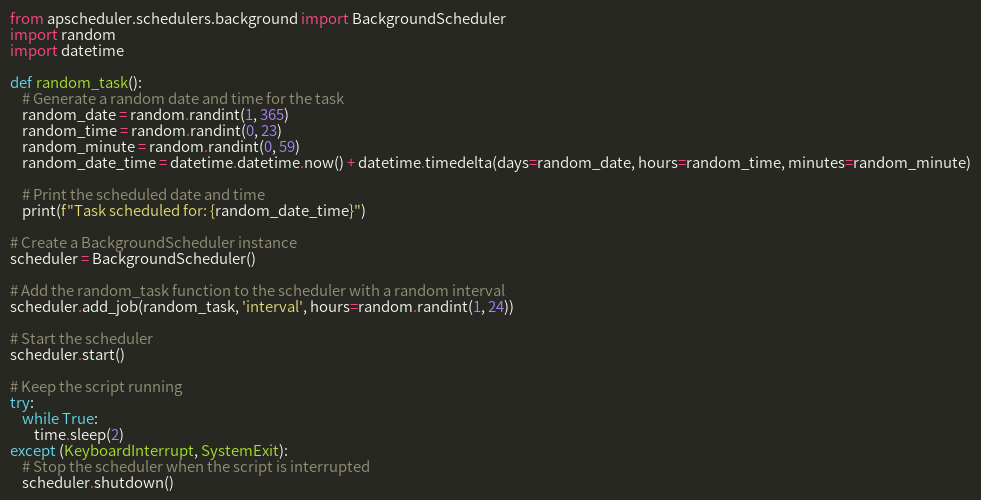 from apscheduler.schedulers.background import BackgroundScheduler
import random
import datetime

def random_task():
    # Generate a random date and time for the task
    random_date = random.randint(1, 365)
    random_time = random.randint(0, 23)
    random_minute = random.randint(0, 59)
    random_date_time = datetime.datetime.now() + datetime.timedelta(days=random_date, hours=random_time, minutes=random_minute)

    # Print the scheduled date and time
    print(f"Task scheduled for: {random_date_time}")

# Create a BackgroundScheduler instance
scheduler = BackgroundScheduler()

# Add the random_task function to the scheduler with a random interval
scheduler.add_job(random_task, 'interval', hours=random.randint(1, 24))

# Start the scheduler
scheduler.start()

# Keep the script running
try:
    while True:
        time.sleep(2)
except (KeyboardInterrupt, SystemExit):
    # Stop the scheduler when the script is interrupted
    scheduler.shutdown()